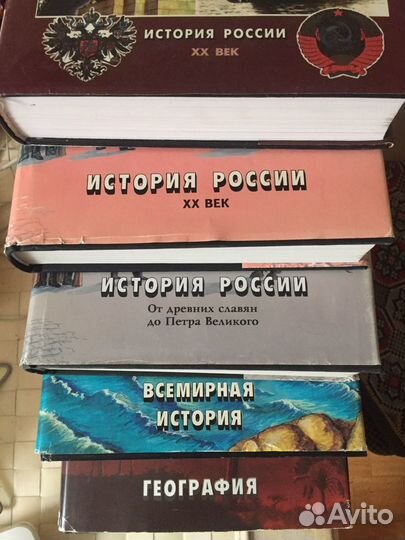 ИСТОРИЯ РОССИИ
XX ВЕК
ИСТОРИЯ РОССИИ
XX ВЕК
ИСТОРИЯ РОССИИ
От древних славян
до Петра Великого
ВСЕМИРНАЯ
ИСТОРИЯ
ГЕОГРАФИЯ
Avito